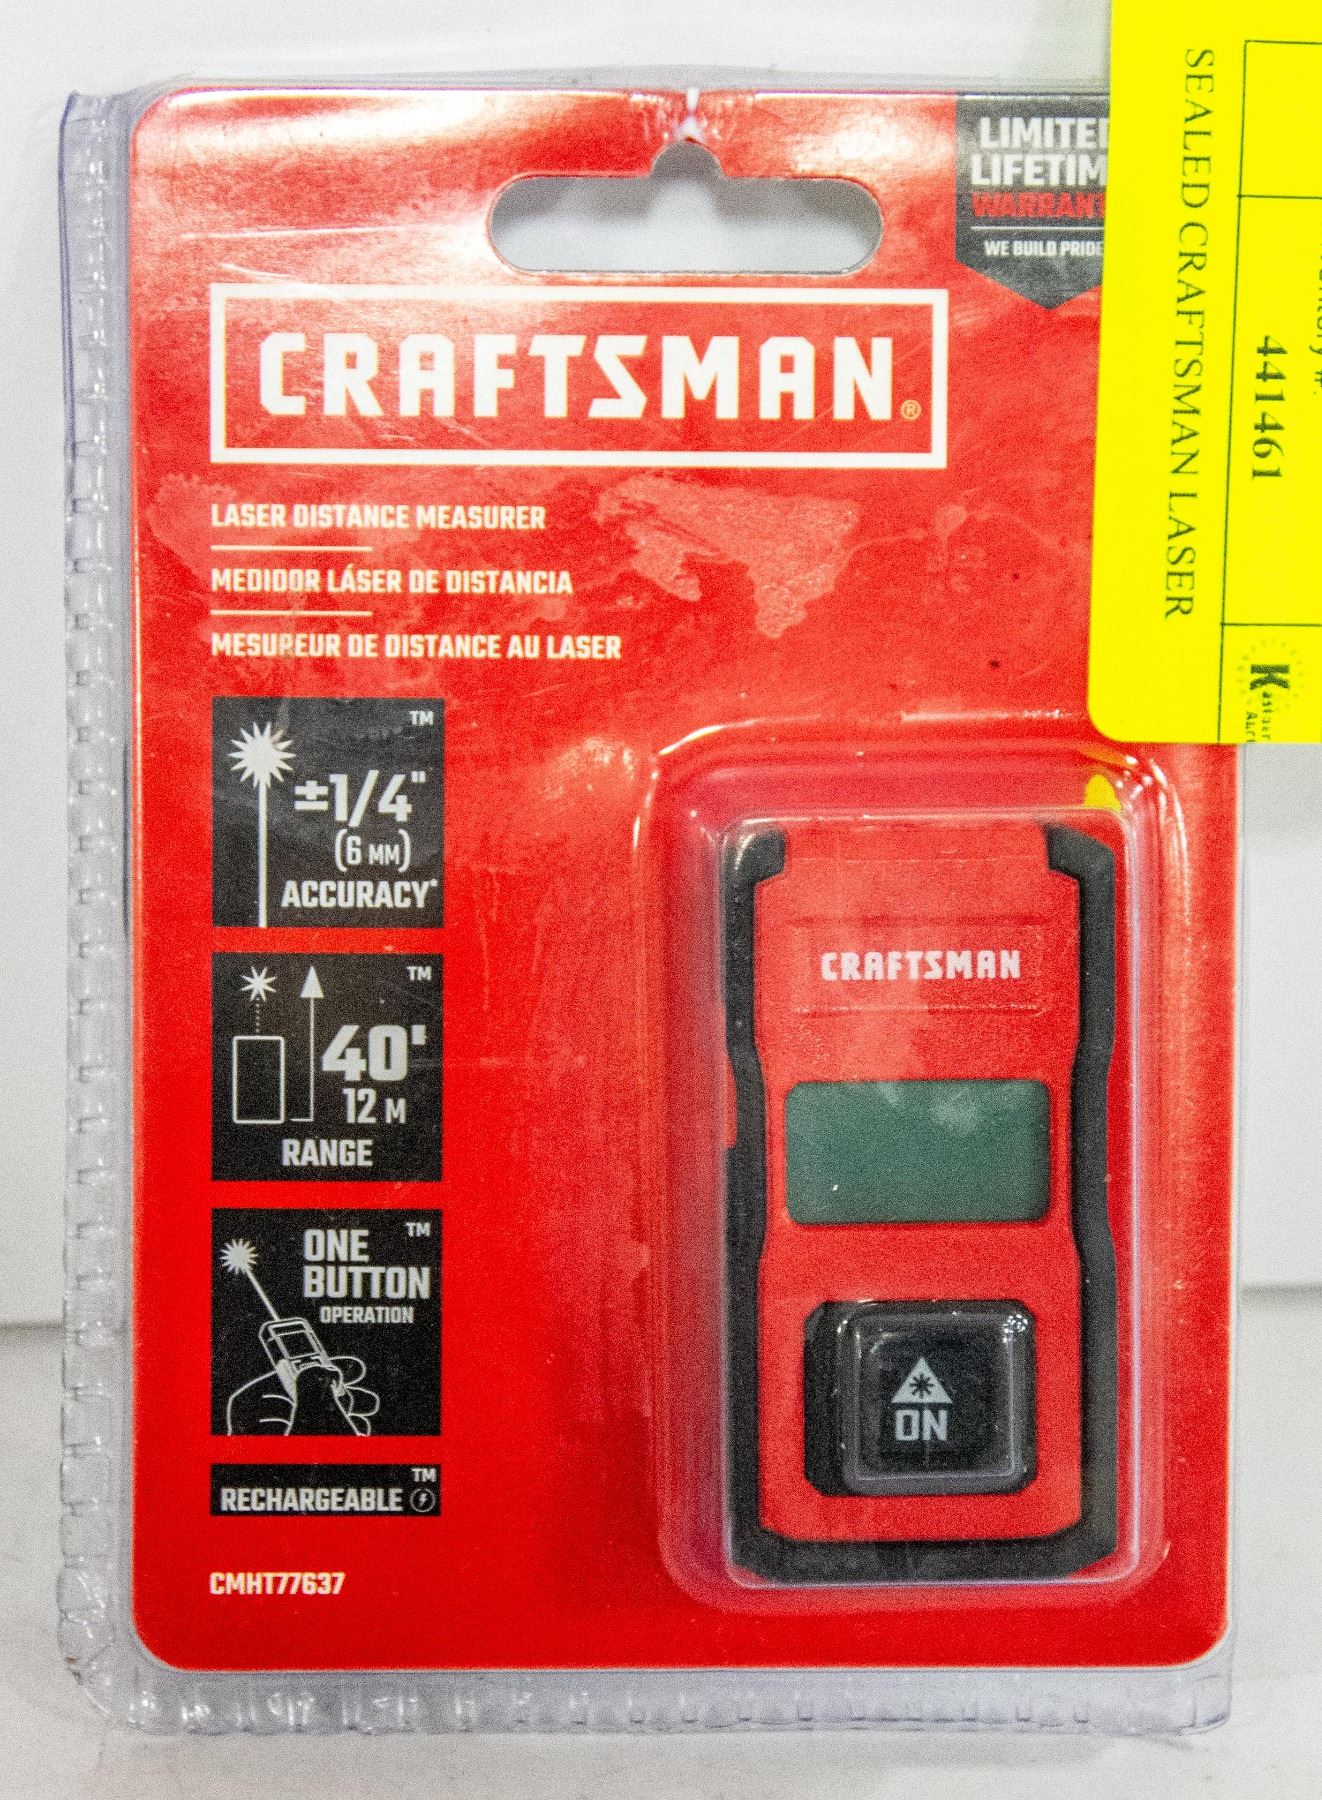 LIMITED
LIFETIM
WARRANT
WE BUILD PRIDE
CRAFTSMAN®
LASER DISTANCE MEASURER
MEDIDOR LÁSER DE DISTANCIA
MESUREUR DE DISTANCE AU LASER
TM
±1/4"
(6 MM)
ACCURACY*
TM
40'
12 M
RANGE
TM
ONE
BUTTON
OPERATION
TM
RECHARGEABLE
CMHT77637
CRAFTSMAN
ON
441461
SEALED CRAFTSMAN LASER